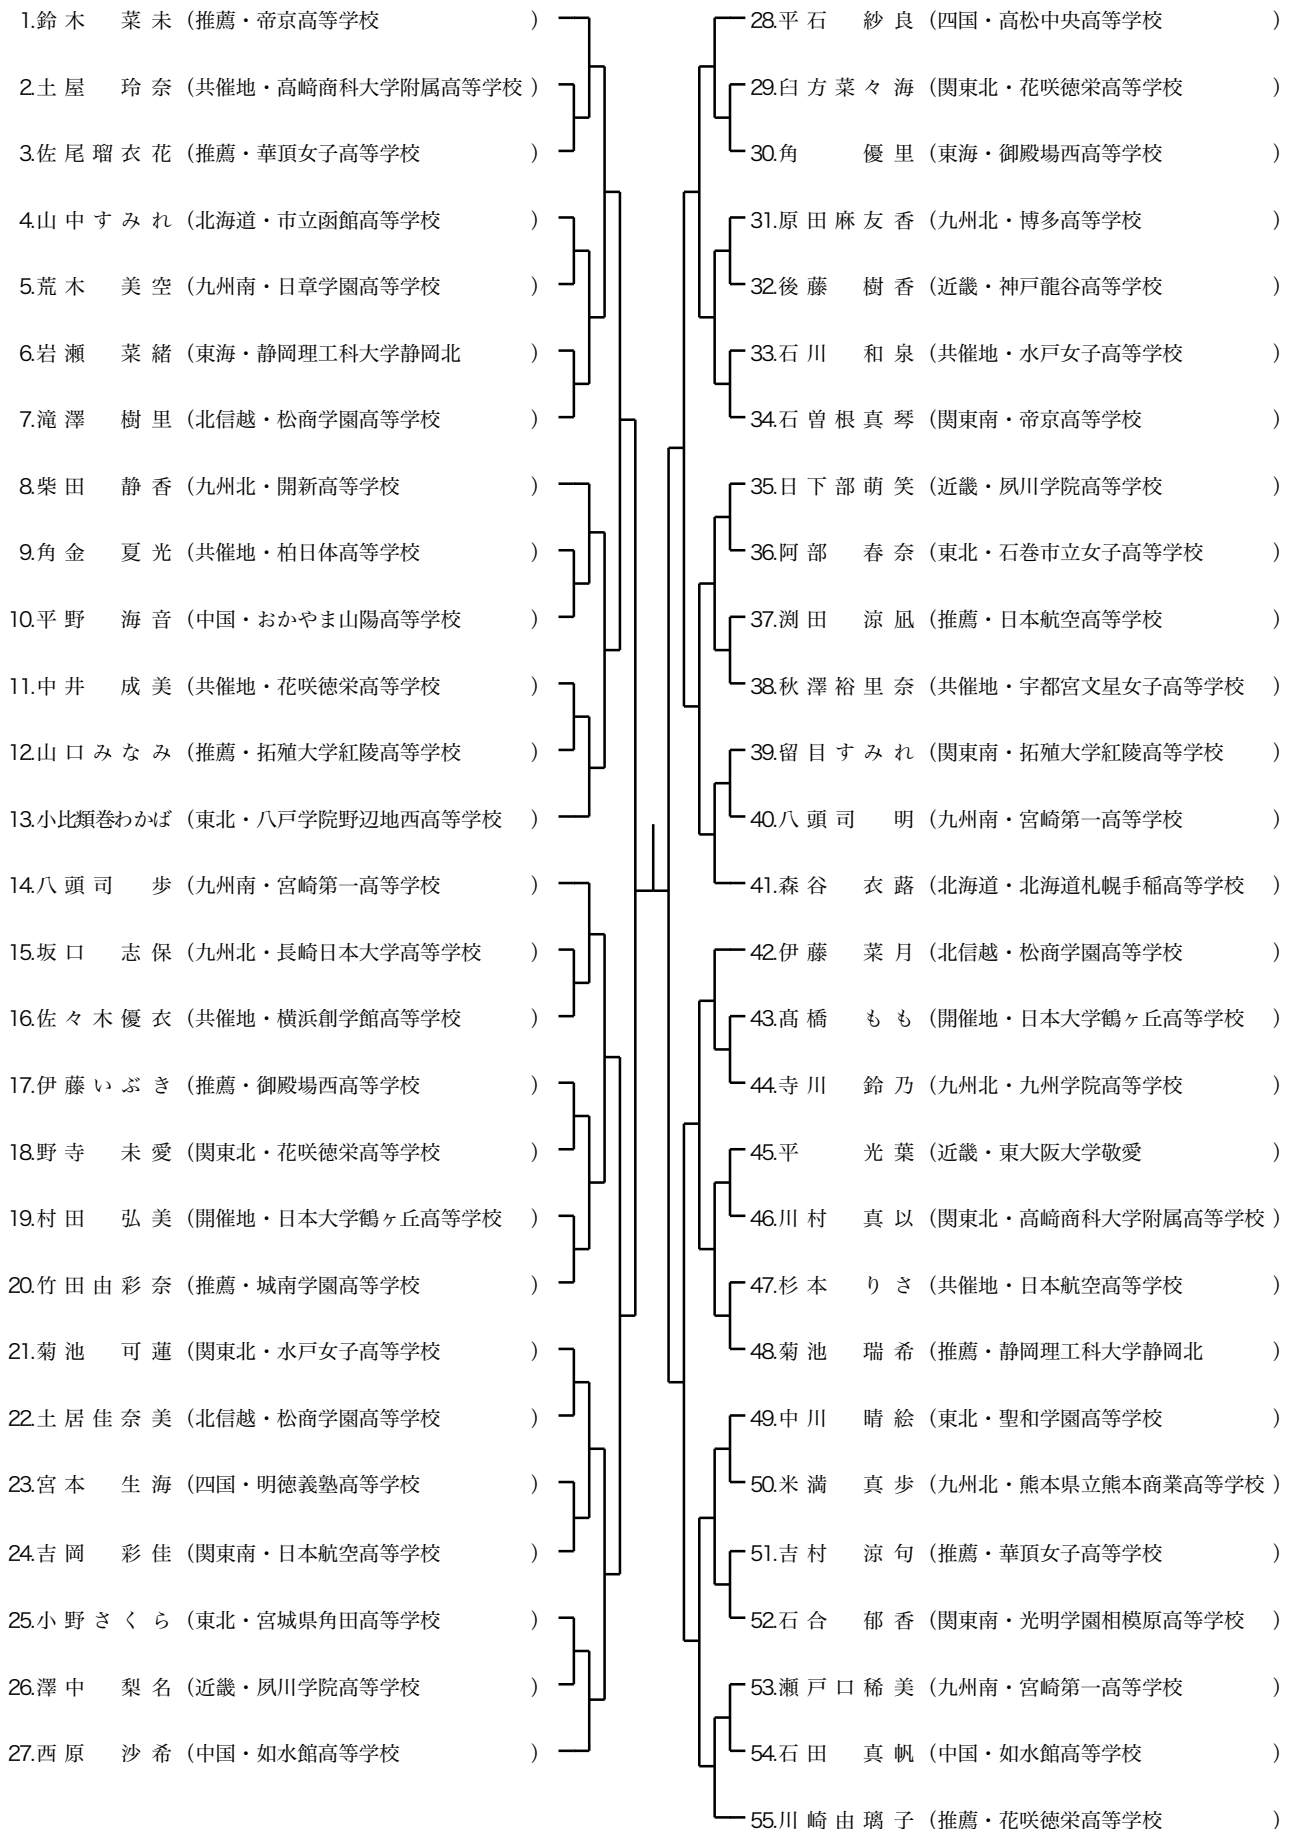 1.鈴木 菜未（推薦・帝京高等学校）
2.土屋 玲奈（共催地・高崎商科大学附属高等学校）
3.佐尾瑠衣花（推薦・華頂女子高等学校）
4.山中すみれ（北海道・市立函館高等学校）
5.荒木 美空（九州南・日章学園高等学校）
6.岩瀬 菜緒（東海・静岡理工科大学静岡北）
7.滝澤 樹里（北信越・松商学園高等学校）
8.柴田 静香（九州北・開新高等学校）
9.角金 夏光（共催地・柏日体高等学校）
10.平野 海音（中国・おかやま山陽高等学校）
11.中井 成美（共催地・花咲徳栄高等学校）
12.山口みなみ（推薦・拓殖大学紅陵高等学校）
13.小比類巻わかば（東北・八戸学院野辺地西高等学校）
14.八頭司 歩（九州南・宮崎第一高等学校）
15.坂口 志保（九州北・長崎日本大学高等学校）
16.佐々木優衣（共催地・横浜創学館高等学校）
17.伊藤いぶき（推薦・御殿場西高等学校）
18.野寺 未愛（関東北・花咲徳栄高等学校）
19.村田 弘美（開催地・日本大学鶴ヶ丘高等学校）
20.竹田由彩奈（推薦・城南学園高等学校）
21.菊池 可蓮（関東北・水戸女子高等学校）
22.土居佳奈美（北信越・松商学園高等学校）
23.宮本 生海（四国・明徳義塾高等学校）
24.吉岡 彩佳（関東南・日本航空高等学校）
25.小野さくら（東北・宮城県角田高等学校）
26.澤中 梨名（近畿・夙川学院高等学校）
27.西原 沙希（中国・如水館高等学校）
28.平石 紗良（四国・高松中央高等学校）
29.臼方菜々海（関東北・花咲徳栄高等学校）
30.角 優里（東海・御殿場西高等学校）
31.原田麻友香（九州北・博多高等学校）
32.後藤 樹香（近畿・神戸龍谷高等学校）
33.石川 和泉（共催地・水戸女子高等学校）
34.石曽根真琴（関東南・帝京高等学校）
35.日下部萌笑（近畿・夙川学院高等学校）
36.阿部 春奈（東北・石巻市立女子高等学校）
37.渕田 涼凪（推薦・日本航空高等学校）
38.秋澤裕里奈（共催地・宇都宮文星女子高等学校）
39.留目すみれ（関東南・拓殖大学紅陵高等学校）
40.八頭司 明（九州南・宮崎第一高等学校）
41.森谷 衣蕗（北海道・北海道札幌手稲高等学校）
42.伊藤 菜月（北信越・松商学園高等学校）
43.髙橋 もも（開催地・日本大学鶴ヶ丘高等学校）
44.寺川 鈴乃（九州北・九州学院高等学校）
45.平 光葉（近畿・東大阪大学敬愛）
46.川村 真以（関東北・高崎商科大学附属高等学校）
47.杉本 りさ（共催地・日本航空高等学校）
48.菊池 瑞希（推薦・静岡理工科大学静岡北）
49.中川 晴絵（東北・聖和学園高等学校）
50.米満 真歩（九州北・熊本県立熊本商業高等学校）
51.吉村 涼句（推薦・華頂女子高等学校）
52.石合 郁香（関東南・光明学園相模原高等学校）
53.瀬戸口稀美（九州南・宮崎第一高等学校）
54.石田 真帆（中国・如水館高等学校）
55.川崎由璃子（推薦・花咲徳栄高等学校）